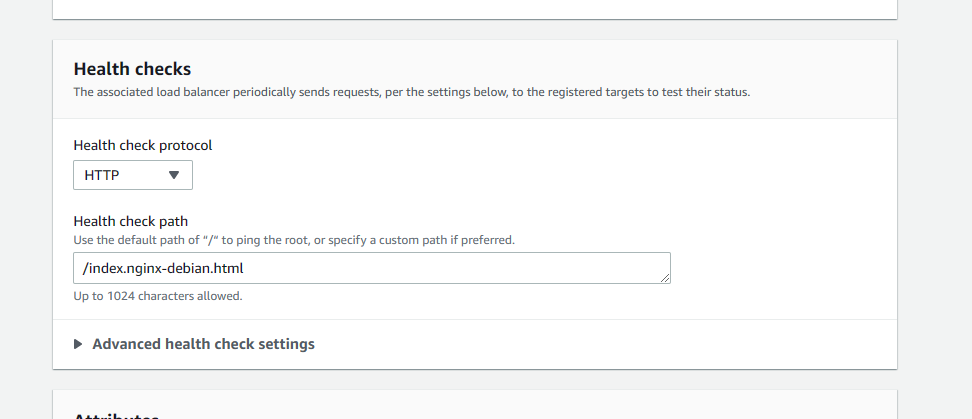 Health checks
The associated load balancer periodically sends requests, per the settings below, to the registered targets to test their status.
Health check protocol
HTTP
Health check path
Use the default path of “/“ to ping the root, or specify a custom path if preferred.
/index.nginx-debian.html
Up to 1024 characters allowed.
Advanced health check settings
Attributes